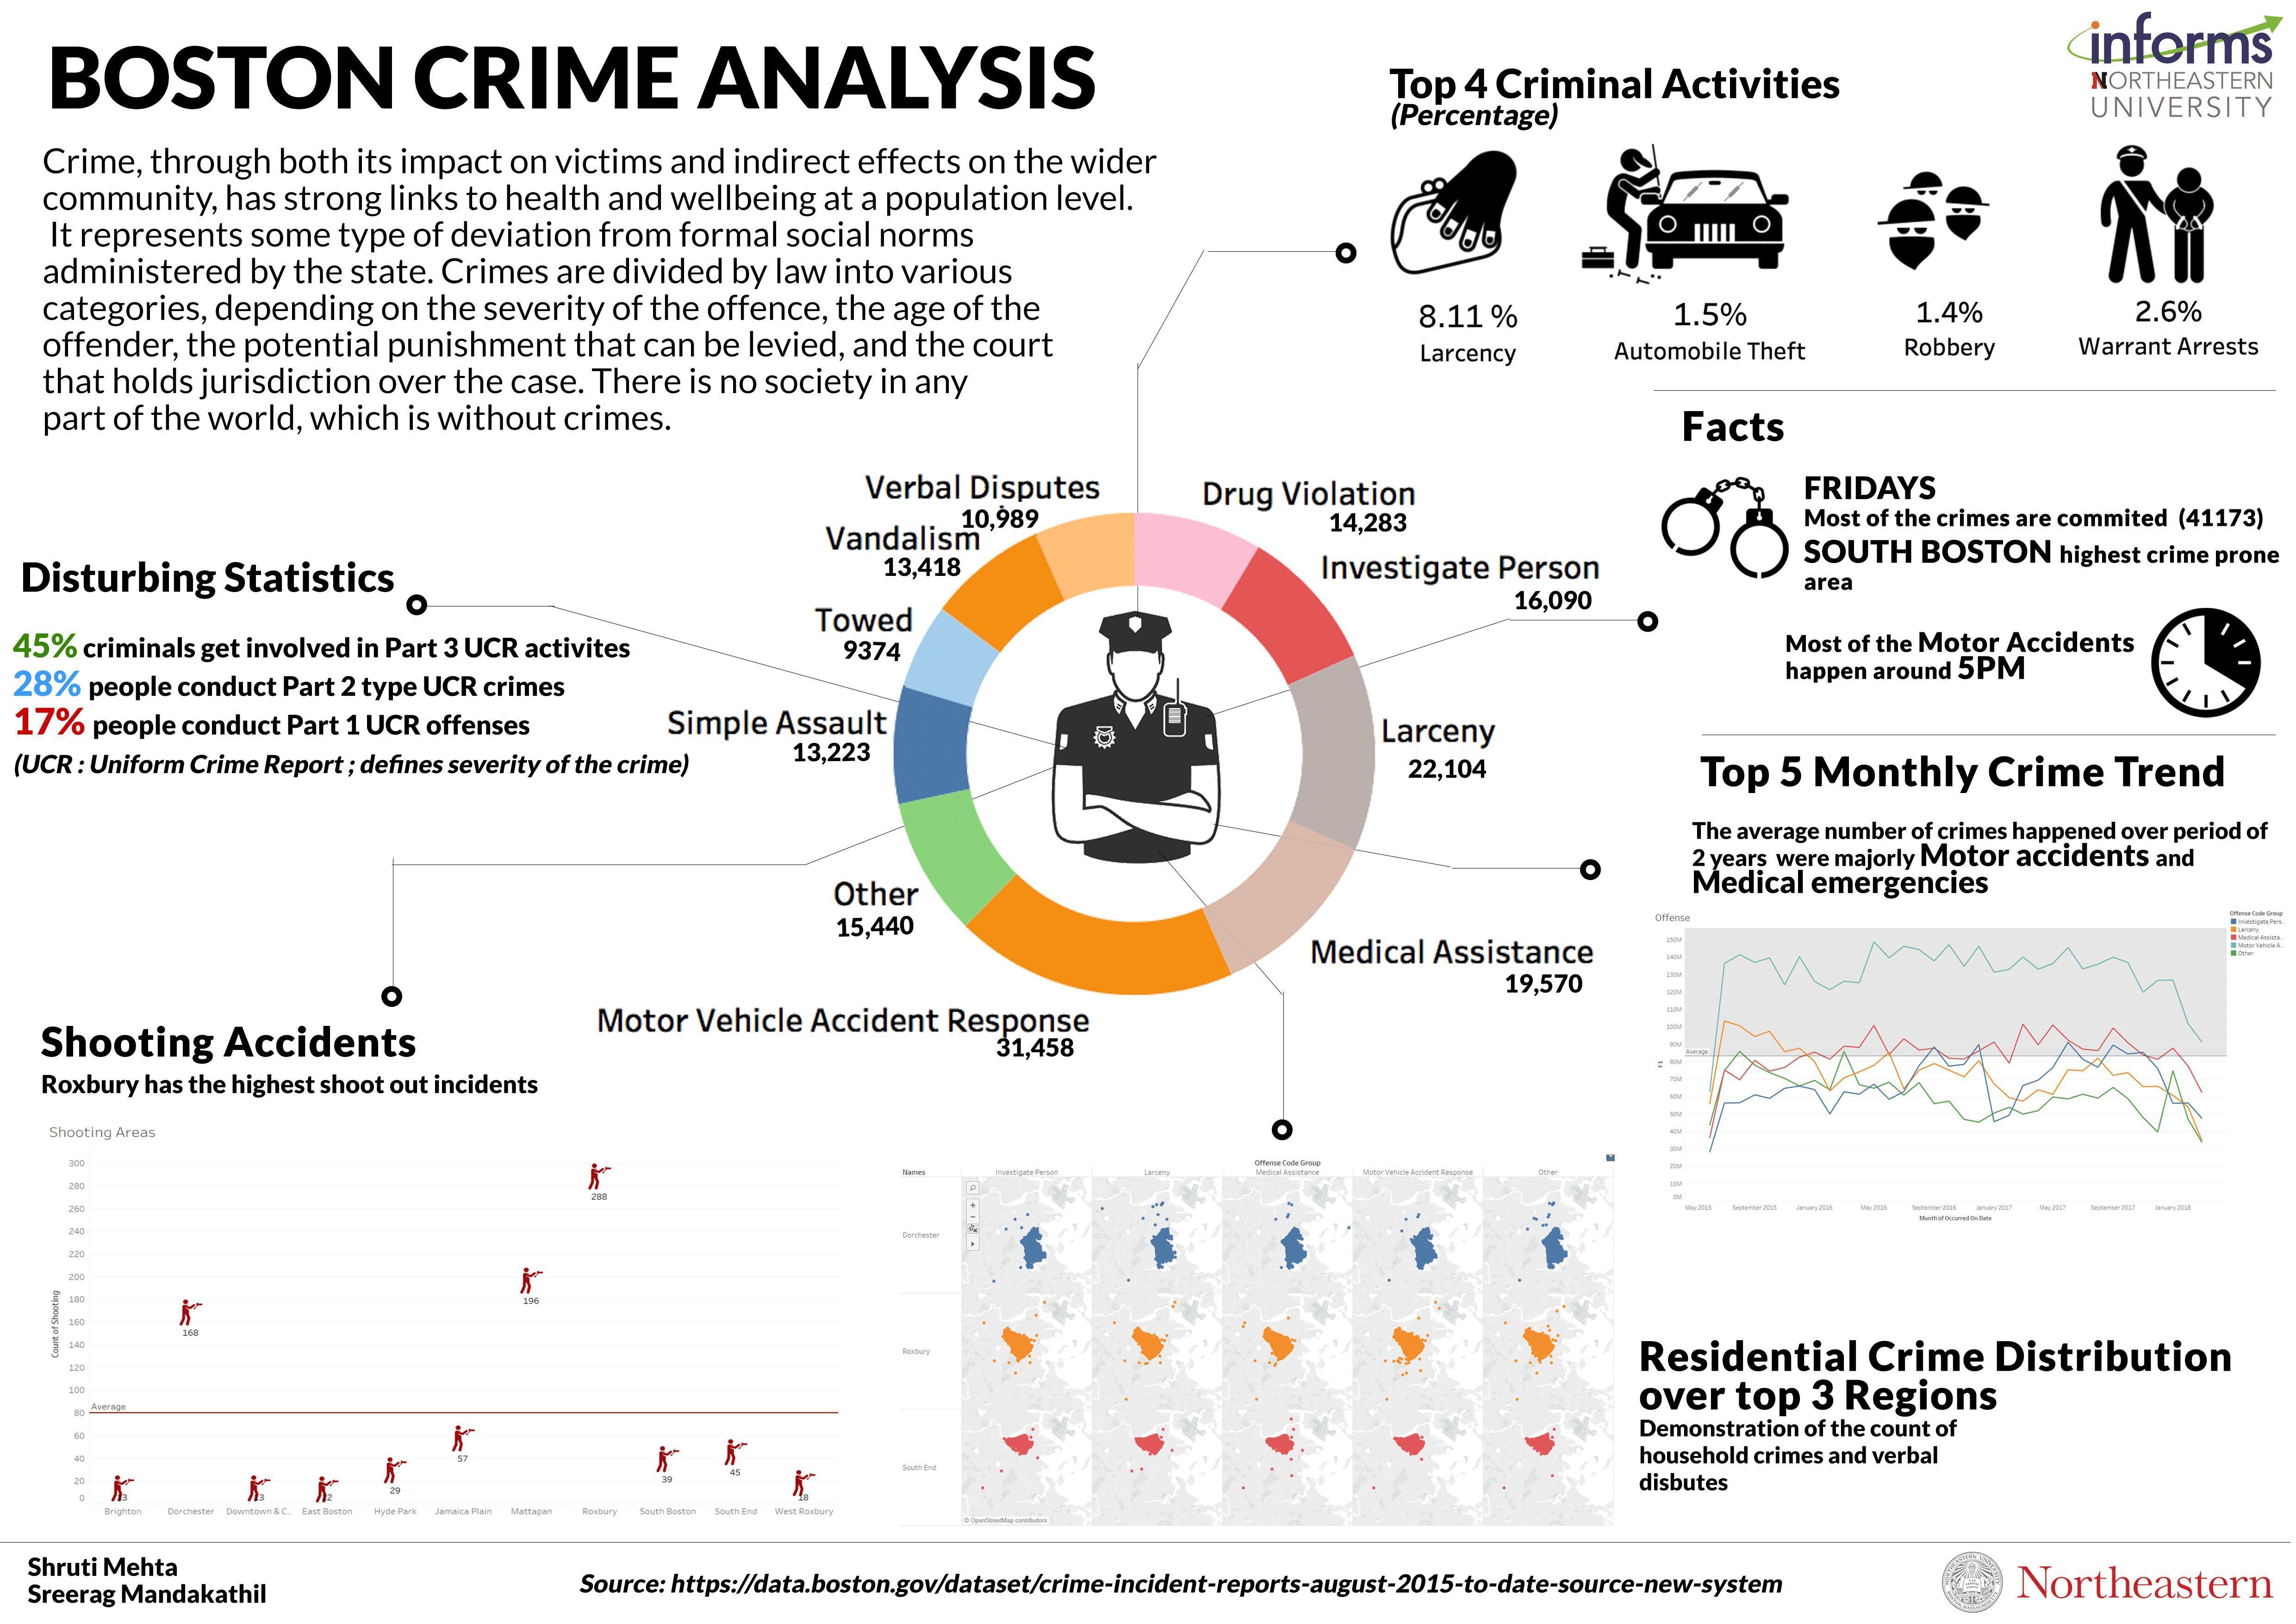 BOSTON CRIME ANALYSIS
Crime, through both its impact on victims and indirect effects on the wider
community, has strong links to health and wellbeing at a population level.
It represents some type of deviation from formal social norms
administered by the state. Crimes are divided by law into various
categories, depending on the severity of the offence, the age of the
offender, the potential punishment that can be levied, and the court
that holds jurisdiction over the case. There is no society in any
part of the world, which is without crimes.
informs
NORTHEASTERN
UNIVERSITY
Top 4 Criminal Activities
(Percentage)
8.11 %
Larcency
1.5%
Automobile Theft
1.4%
Robbery
2.6%
Warrant Arrests
Facts
FRIDAYS
Most of the crimes are commited (41173)
SOUTH BOSTON highest crime prone
area
Most of the Motor Accidents
happen around 5PM
Disturbing Statistics
45% criminals get involved in Part 3 UCR activites
28% people conduct Part 2 type UCR crimes
17% people conduct Part 1 UCR offenses
(UCR : Uniform Crime Report ; defines severity of the crime)
Verbal Disputes
10,989
Drug Violation
14,283
Vandalism
13,418
Investigate Person
16,090
Towed
9374
Simple Assault
13,223
Larceny
22,104
Other
15,440
Medical Assistance
19,570
Motor Vehicle Accident Response
31,458
Top 5 Monthly Crime Trend
The average number of crimes happened over period of
2 years were majorly Motor accidents and
Medical emergencies
Offense
Offense Code Group
Investigate Pers..
Larceny
Medical Assista..
Motor Vehicle A..
Other
150M
140M
130M
120M
110M
100M
90M
Average
80M
70M
60M
50M
40M
30M
20M
10M
0M
F1
May 2015
September 2015
January 2016
May 2016
September 2016
January 2017
May 2017
September 2017
January 2018
Month of Occurred On Date
Shooting Accidents
Roxbury has the highest shoot out incidents
Shooting Areas
Count of Shooting
300
280
260
240
220
200
180
160
140
120
100
80
60
40
20
0
Average
168
196
288
29
57
39
45
18
Brighton
Dorchester
Downtown & C..
East Boston
Hyde Park
Jamaica Plain
Mattapan
Roxbury
South Boston
South End
West Roxbury
Offense Code Group
Names
Investigate Person
Larceny
Medical Assistance
Motor Vehicle Accident Response
Other
Dorchester
Roxbury
South End
© OpenStreetMap contributors
Residential Crime Distribution
over top 3 Regions
Demonstration of the count of
household crimes and verbal
disbutes
Shruti Mehta
Sreerag Mandakathil
Source: https://data.boston.gov/dataset/crime-incident-reports-august-2015-to-date-source-new-system
Northeastern